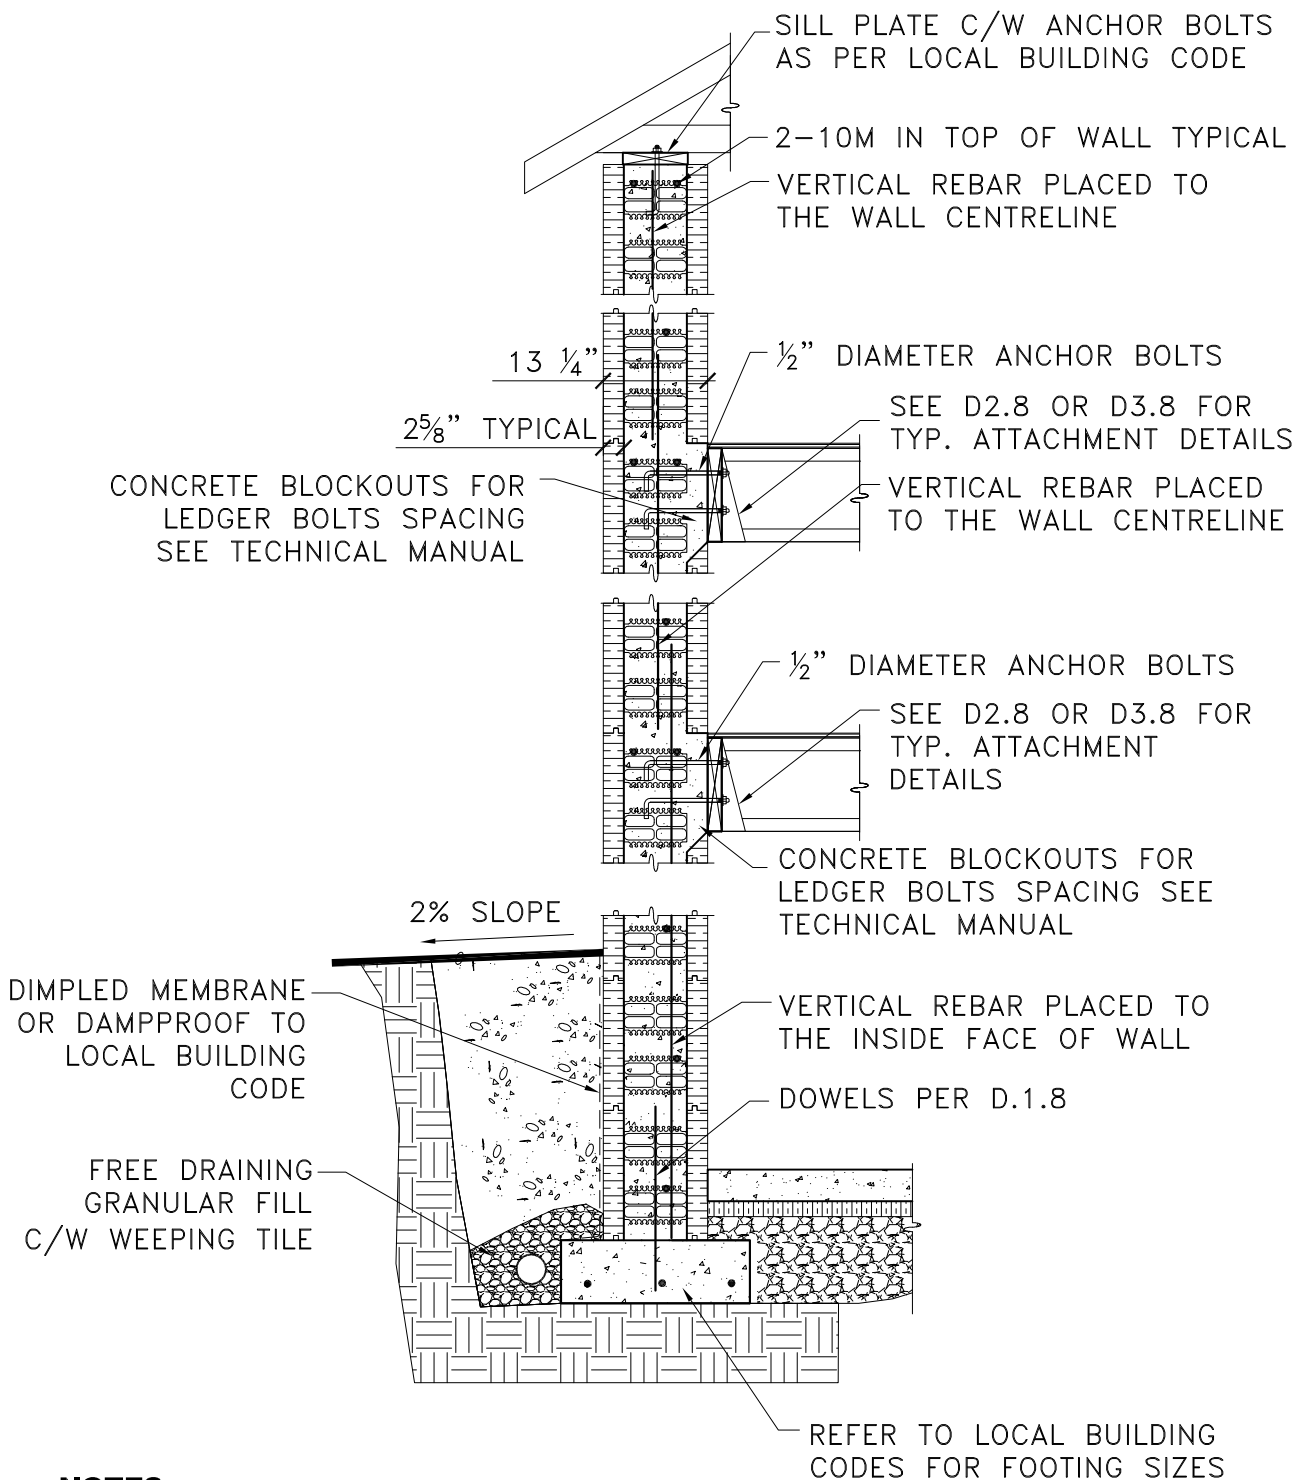 SILL PLATE C/W ANCHOR BOLTS
AS PER LOCAL BUILDING CODE
2-10M IN TOP OF WALL TYPICAL
VERTICAL REBAR PLACED TO
THE WALL CENTRELINE
13 ¼"
½" DIAMETER ANCHOR BOLTS
2⅝" TYPICAL
SEE D2.8 OR D3.8 FOR
TYP. ATTACHMENT DETAILS
CONCRETE BLOCKOUTS FOR
LEDGER BOLTS SPACING
SEE TECHNICAL MANUAL
VERTICAL REBAR PLACED
TO THE WALL CENTRELINE
½" DIAMETER ANCHOR BOLTS
SEE D2.8 OR D3.8 FOR
TYP. ATTACHMENT
DETAILS
CONCRETE BLOCKOUTS FOR
LEDGER BOLTS SPACING SEE
TECHNICAL MANUAL
2% SLOPE
DIMPLED MEMBRANE
OR DAMPPROOF TO
LOCAL BUILDING
CODE
VERTICAL REBAR PLACED TO
THE INSIDE FACE OF WALL
DOWELS PER D.1.8
FREE DRAINING
GRANULAR FILL
C/W WEEPING TILE
REFER TO LOCAL BUILDING
CODES FOR FOOTING SIZES